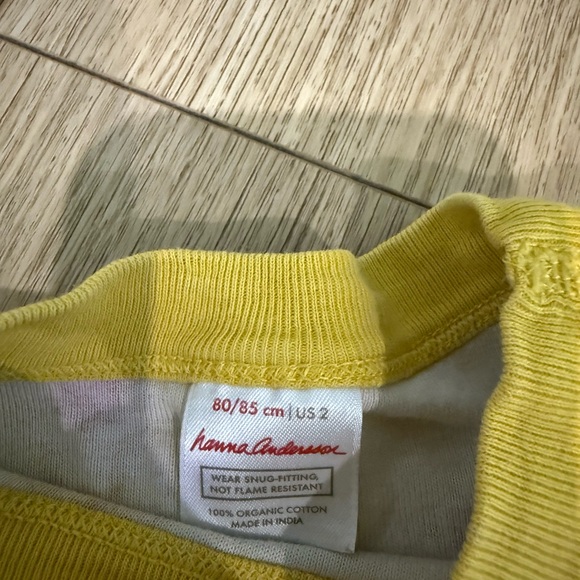 80/85 cm | US 2
hanna andersson
WEAR SNUG-FITTING,
NOT FLAME RESISTANT
100% ORGANIC COTTON
MADE IN INDIA